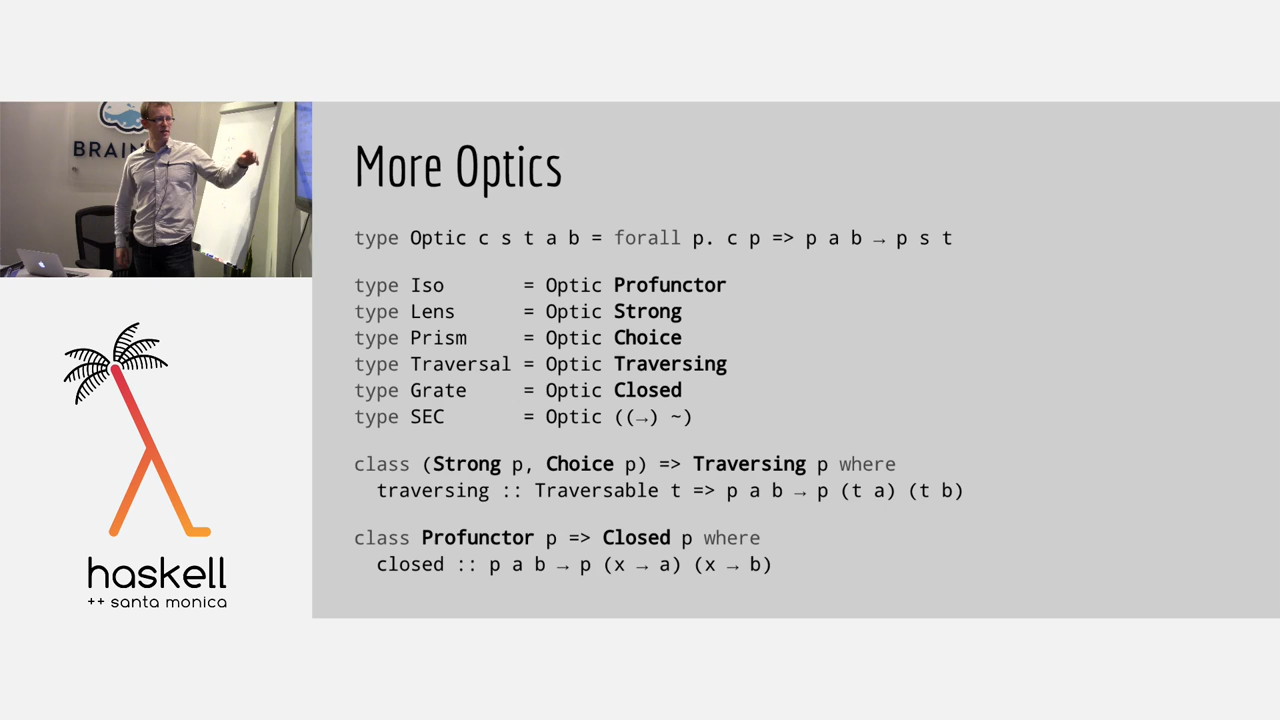 BRAIN
More Optics
type Optic c s t a b = forall p. c p => p a b → p s t
type Iso = Optic Profunctor
type Lens = Optic Strong
type Prism = Optic Choice
type Traversal = Optic Traversing
type Grate = Optic Closed
type SEC = Optic ((→) ~)
class (Strong p, Choice p) => Traversing p where
traversing :: Traversable t => p a b → p (t a) (t b)
class Profunctor p => Closed p where
closed :: p a b → p (x → a) (x → b)
haskell
++ santa monica